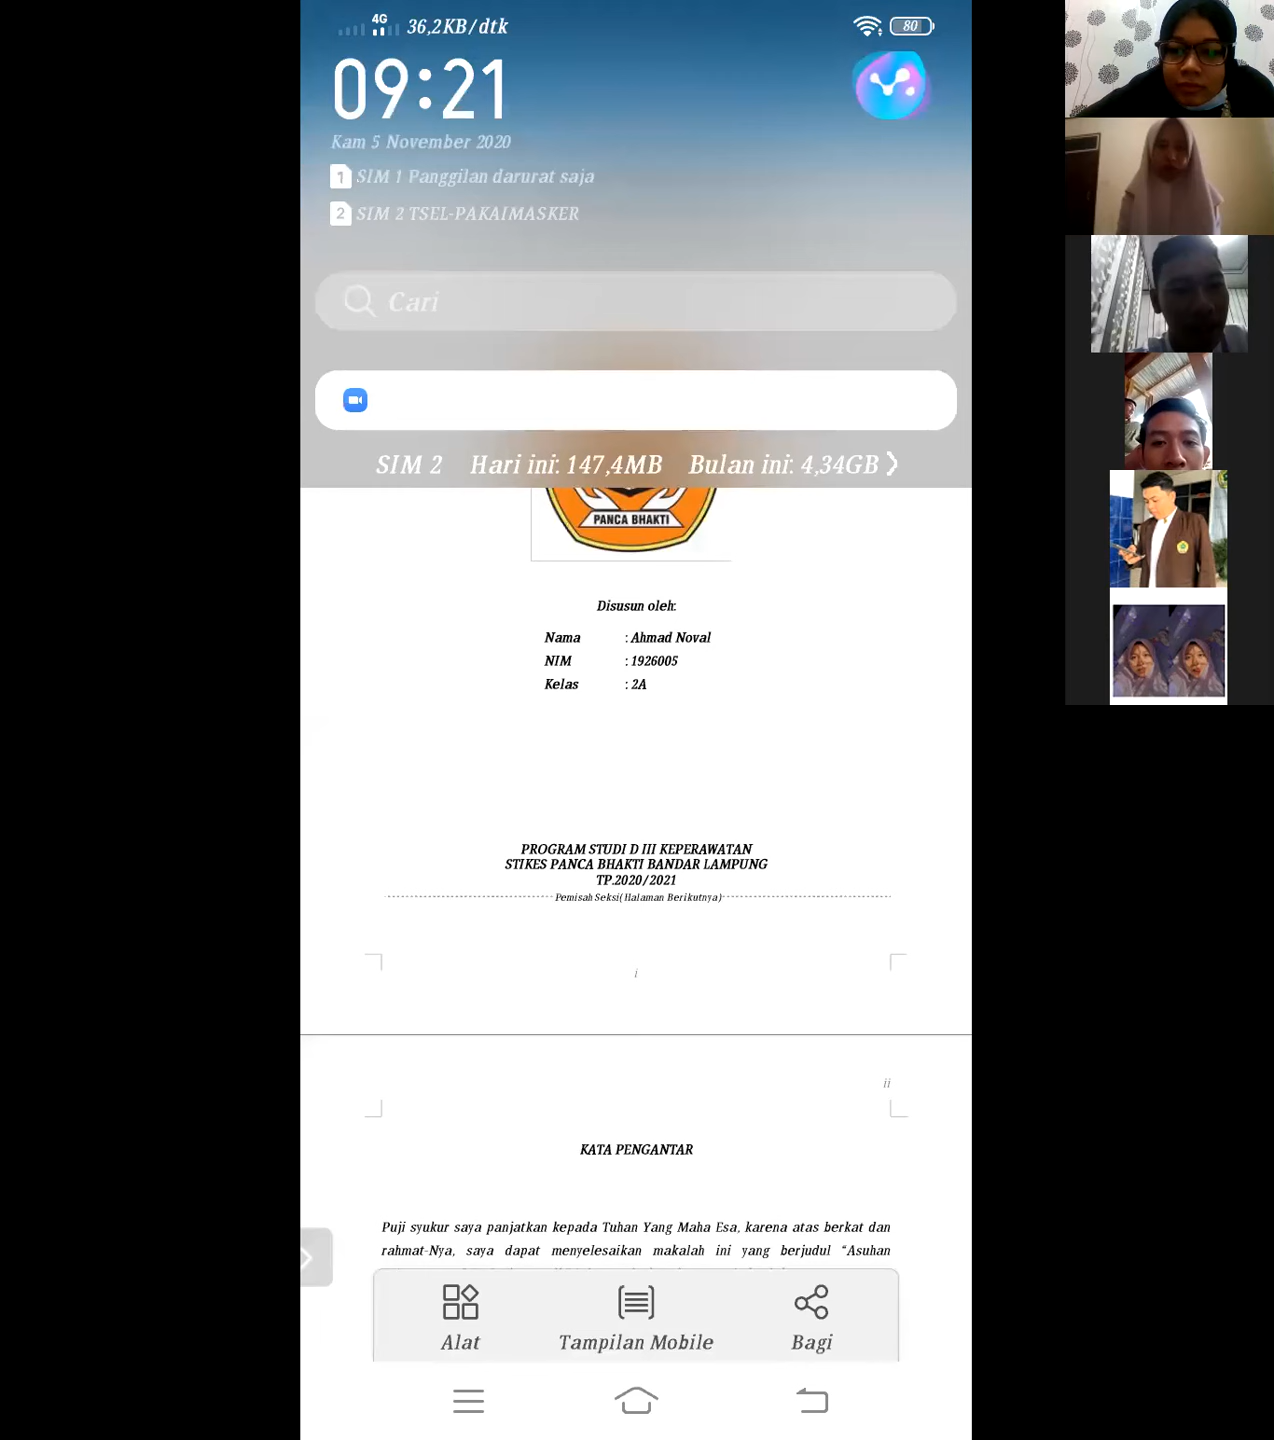 4G 36,2KB/dtk
80
09:21
Kam 5 November 2020
1 SIM 1 Panggilan darurat saja
2 SIM 2 TSEL-PAKAIMASKER
Cari
SIM 2 Hari ini: 147,4MB Bulan ini: 4,34GB
PANCA BHAKTI
Disusun oleh:
Nama : Ahmad Noval
NIM : 1926005
Kelas : 2A
PROGRAM STUDI D III KEPERAWATAN
STIKES PANCA BHAKTI BANDAR LAMPUNG
TP.2020/2021
Pemisah Seksi(Halaman Berikutnya)
i
ii
KATA PENGANTAR
Puji syukur saya panjatkan kepada Tuhan Yang Maha Esa, karena atas berkat dan
rahmat-Nya, saya dapat menyelesaikan makalah ini yang berjudul “Asuhan
Alat Tampilan Mobile Bagi